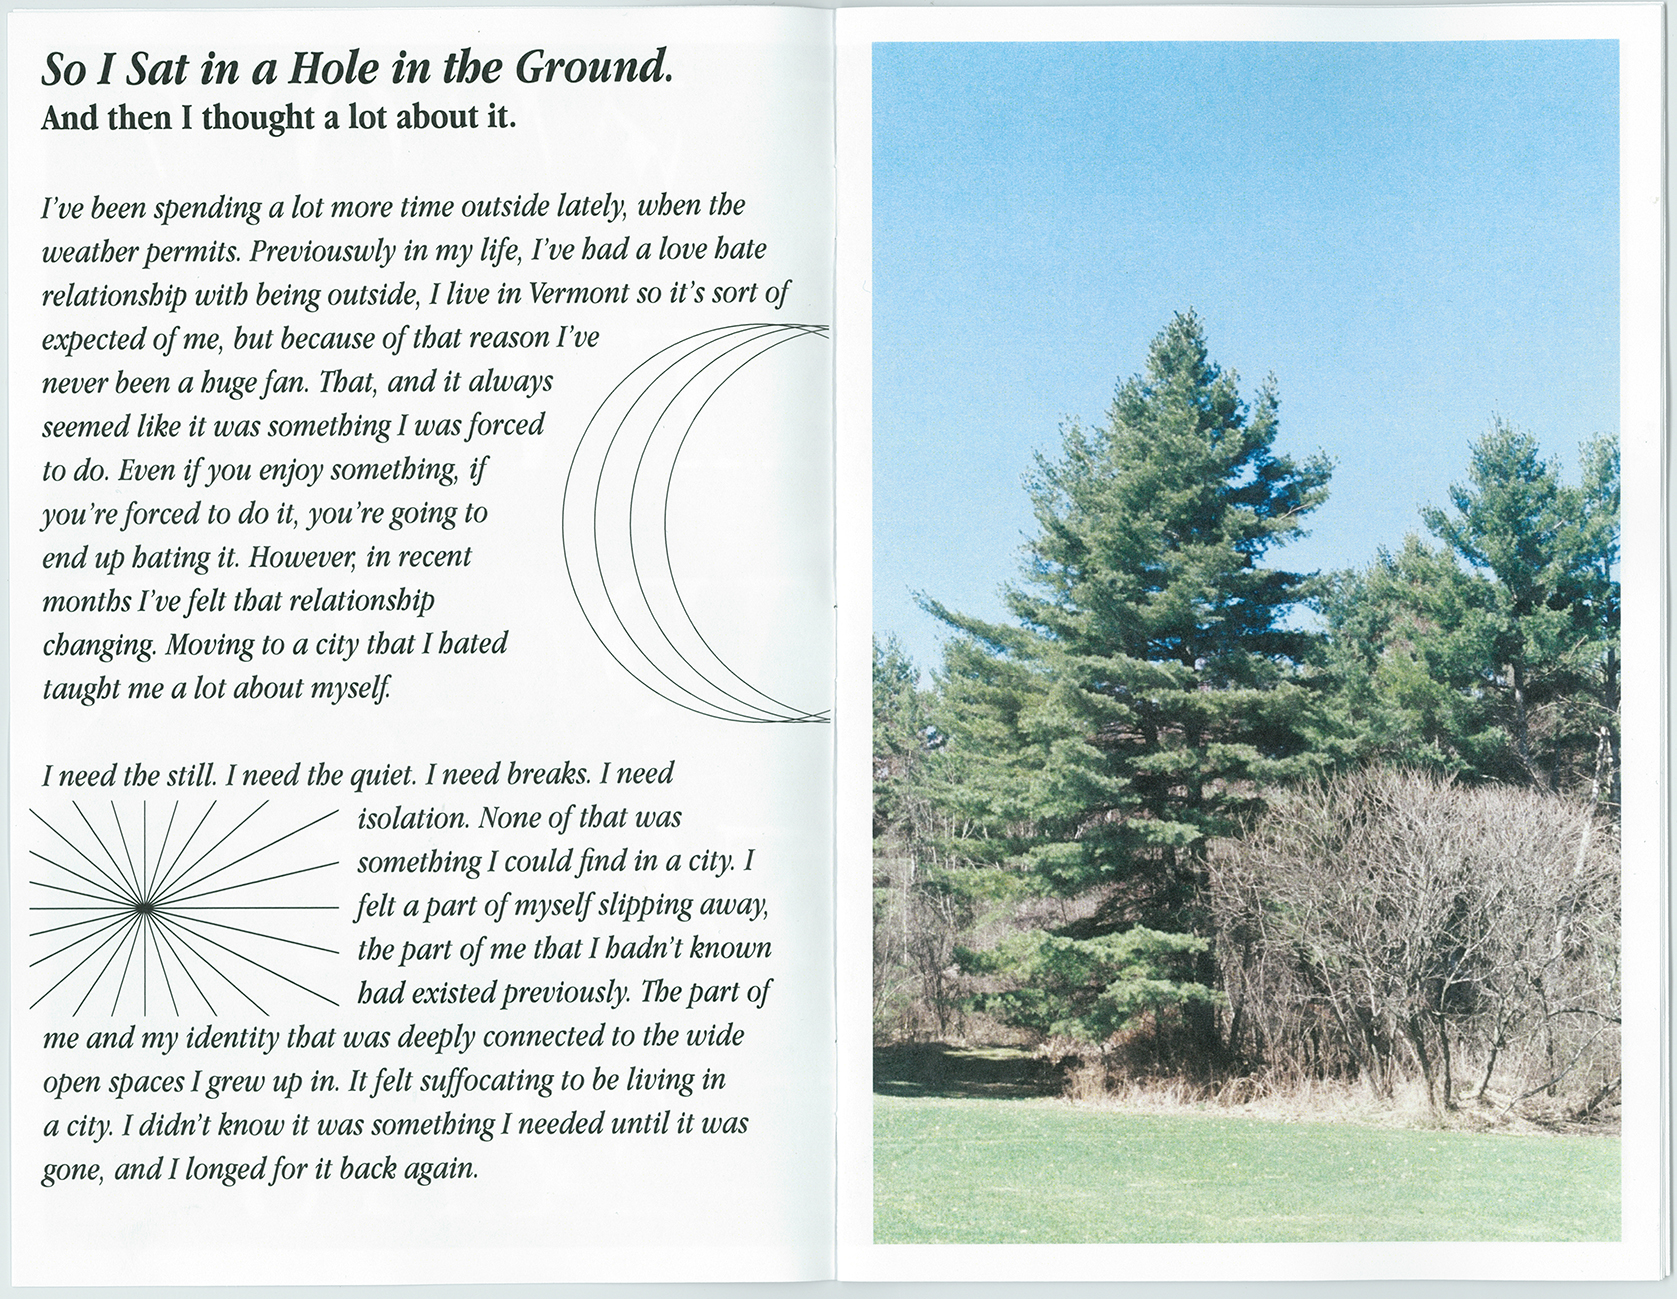 So I Sat in a Hole in the Ground.
And then I thought a lot about it.
I've been spending a lot more time outside lately, when the
weather permits. Previouswly in my life, I've had a love hate
relationship with being outside, I live in Vermont so it's sort of
expected of me, but because of that reason I've
never been a huge fan. That, and it always
seemed like it was something I was forced
to do. Even if you enjoy something, if
you're forced to do it, you're going to
end up hating it. However, in recent
months I've felt that relationship
changing. Moving to a city that I hated
taught me a lot about myself.
I need the still. I need the quiet. I need breaks. I need
isolation. None of that was
something I could find in a city. I
felt a part of myself slipping away,
the part of me that I hadn't known
had existed previously. The part of
me and my identity that was deeply connected to the wide
open spaces I grew up in. It felt suffocating to be living in
a city. I didn't know it was something I needed until it was
gone, and I longed for it back again.